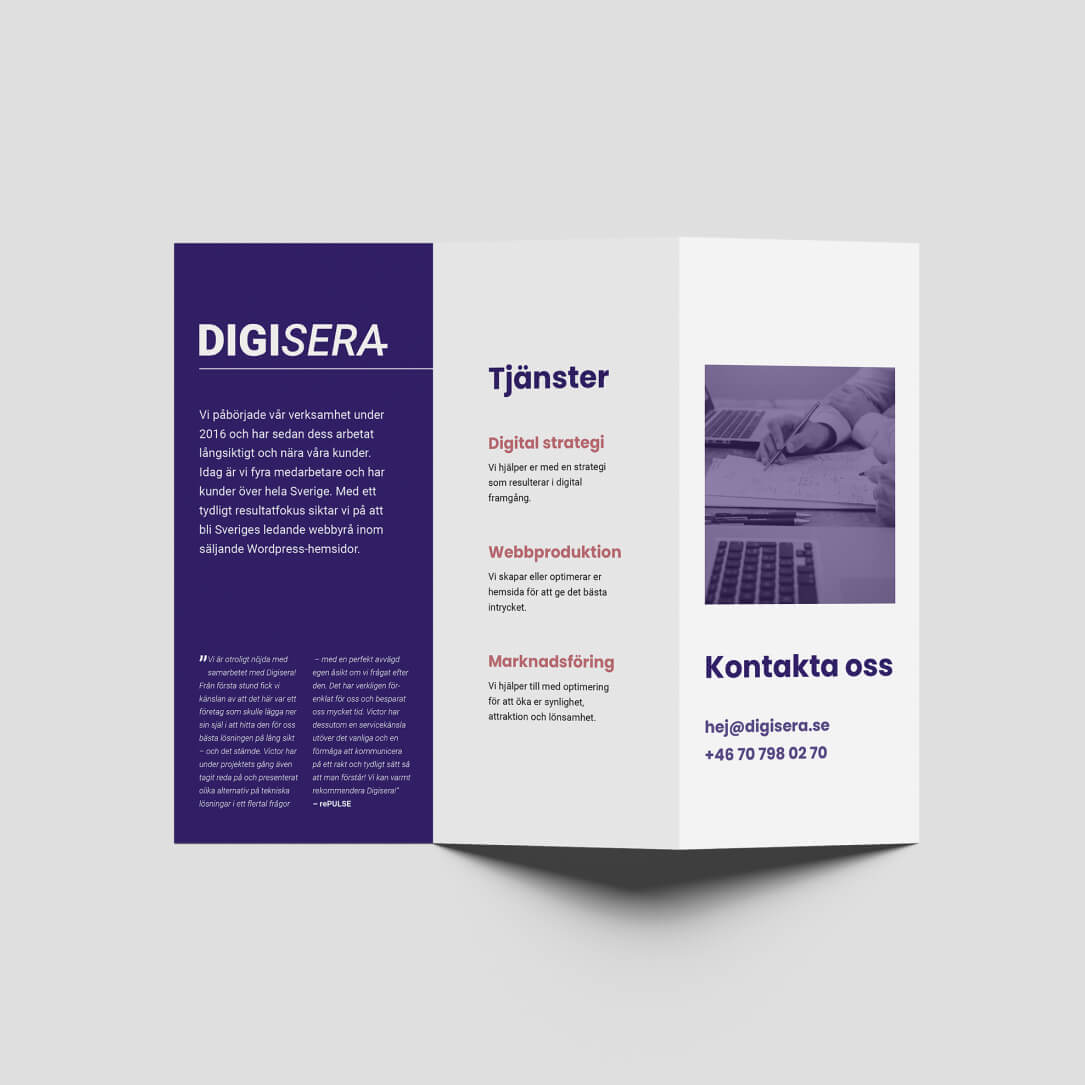 DIGISERA
Vi påbörjade vår verksamhet under
2016 och har sedan dess arbetat
långsiktigt och nära våra kunder.
Idag är vi fyra medarbetare och har
kunder över hela Sverige. Med ett
tydligt resultatfokus siktar vi på att
bli Sveriges ledande webbyrå inom
säljande Wordpress-hemsidor.
"Vi är otroligt nöjda med
samarbetet med Digisera!
Från första stund fick vi
känslan av att det här var ett
företag som skulle lägga ner
sin själ i att hitta den för oss
bästa lösningen på lång sikt
– och det stämde. Victor har
under projektets gång även
tagit reda på och presenterat
olika alternativ på tekniska
lösningar i ett flertal frågor
– med en perfekt avvägd
egen åsikt om vi frågat efter
den. Det har verkligen för-
enklat för oss och besparat
oss mycket tid. Victor har
dessutom en servicekänsla
utöver det vanliga och en
förmåga att kommunicera
på ett rakt och tydligt sätt så
att man förstår! Vi kan varmt
rekommendera Digisera!"
– rePULSE
Tjänster
Digital strategi
Vi hjälper er med en strategi
som resulterar i digital
framgång.
Webbproduktion
Vi skapar eller optimerar er
hemsida för att ge det bästa
intrycket.
Marknadsföring
Vi hjälper till med optimering
för att öka er synlighet,
attraktion och lönsamhet.
Kontakta oss
hej@digisera.se
+46 70 798 02 70